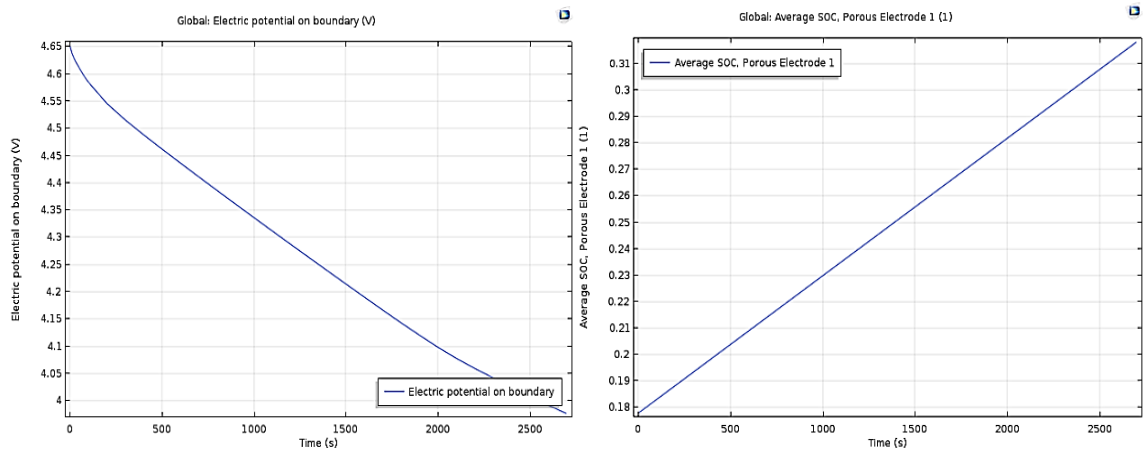 Global: Electric potential on boundary (V)
Electric potential on boundary (V)
4.65
4.6
4.55
4.5
4.45
4.4
4.35
4.3
4.25
4.2
4.15
4.1
4.05
4
Electric potential on boundary
0 500 1000 1500 2000 2500
Time (s)
Global: Average SOC, Porous Electrode 1 (1)
Average SOC, Porous Electrode 1 (1)
Average SOC, Porous Electrode 1
0.31
0.3
0.29
0.28
0.27
0.26
0.25
0.24
0.23
0.22
0.21
0.2
0.19
0.18
0 500 1000 1500 2000 2500
Time (s)